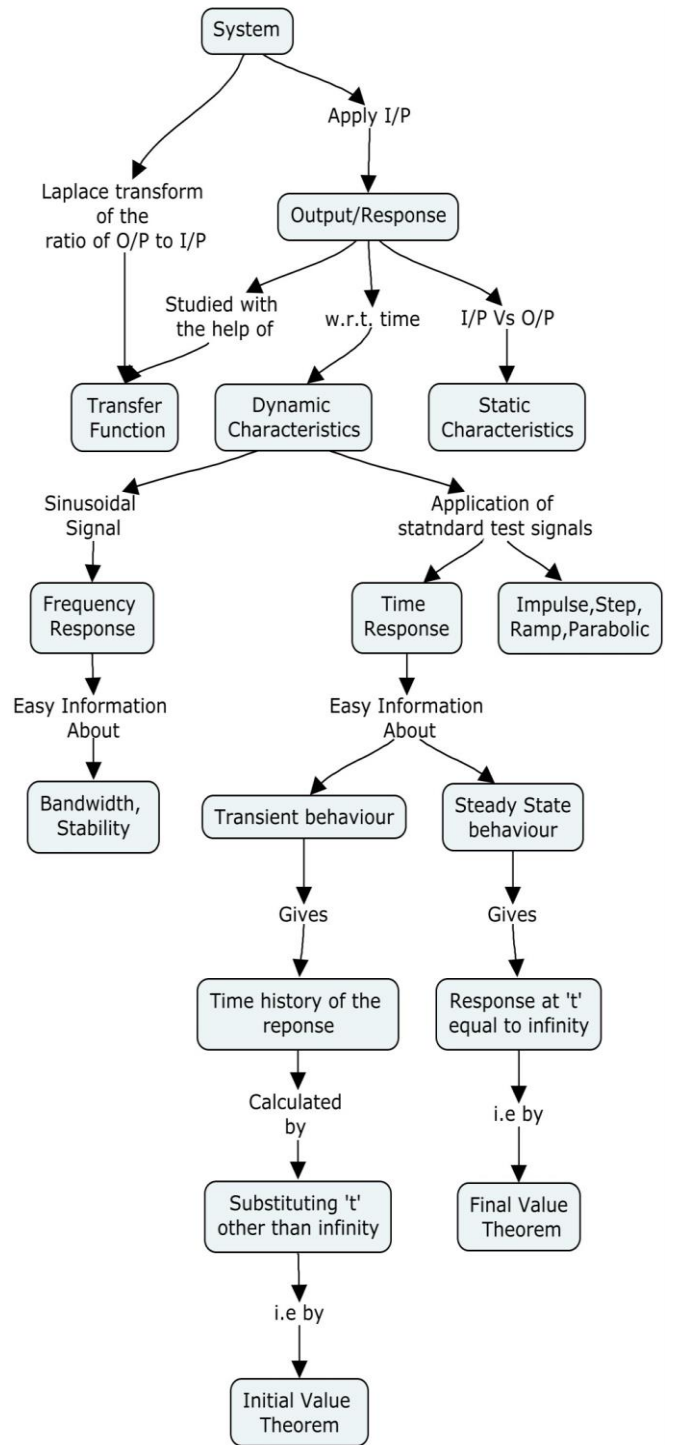 System
Apply I/P
Laplace transform
of the
ratio of O/P to I/P
Output/Response
Studied with
the help of
w.r.t. time
I/P Vs O/P
Transfer
Function
Dynamic
Characteristics
Static
Characteristics
Sinusoidal
Signal
Application of
statndard test signals
Frequency
Response
Time
Response
Impulse,Step,
Ramp,Parabolic
Easy Information
About
Easy Information
About
Bandwidth,
Stability
Transient behaviour
Steady State
behaviour
Gives
Gives
Time history of the
reponse
Response at 't'
equal to infinity
Calculated
by
i.e by
Substituting 't'
other than infinity
Final Value
Theorem
i.e by
Initial Value
Theorem